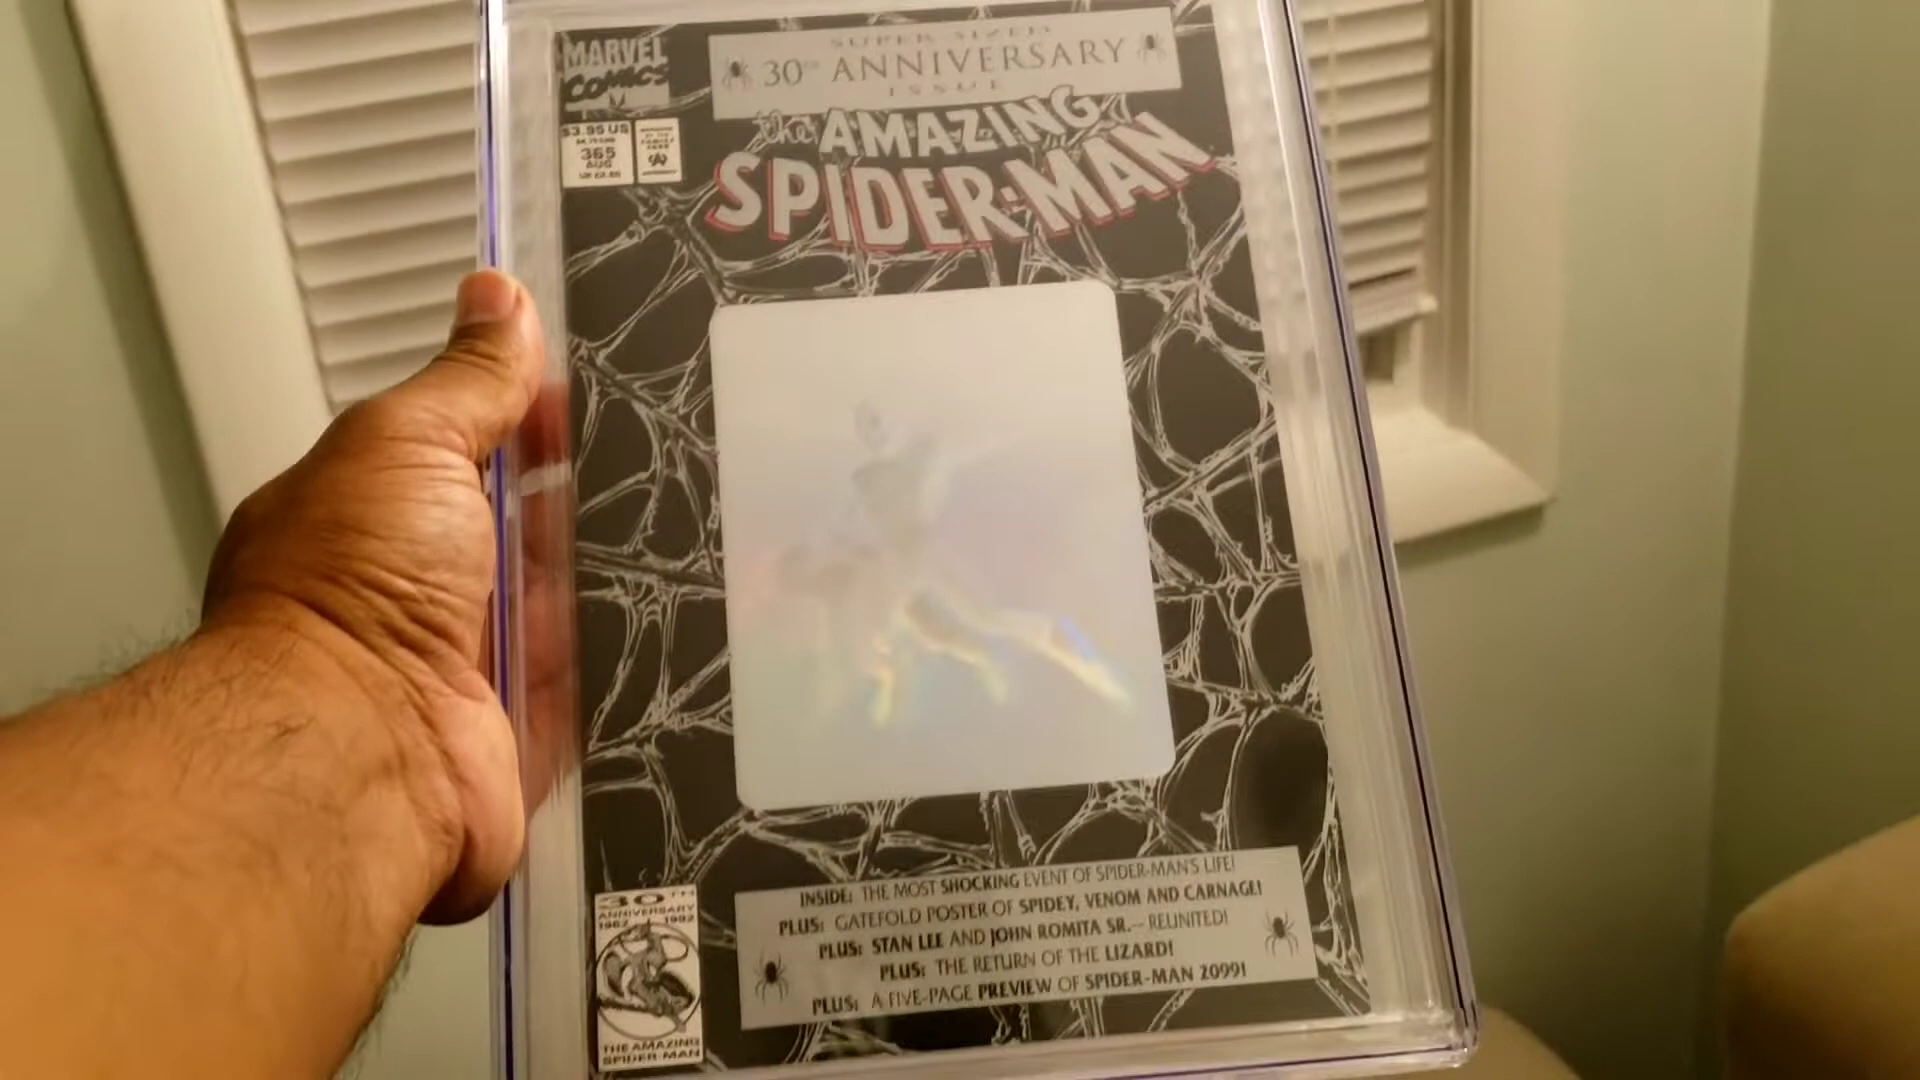 SUPER SIZED
MARVEL
COMICS
30TH ANNIVERSARY
ISSUE
the AMAZING
SPIDER-MAN
$3.95 US
365
AUG
INSIDE: THE MOST SHOCKING EVENT OF SPIDER-MAN'S LIFE!
PLUS: GATEFOLD POSTER OF SPIDEY, VENOM AND CARNAGE!
PLUS: STAN LEE AND JOHN ROMITA SR.-- REUNITED!
PLUS: THE RETURN OF THE LIZARD!
PLUS: A FIVE-PAGE PREVIEW OF SPIDER-MAN 2099!
30TH
ANNIVERSARY
1962 1992
THE AMAZING
SPIDER-MAN